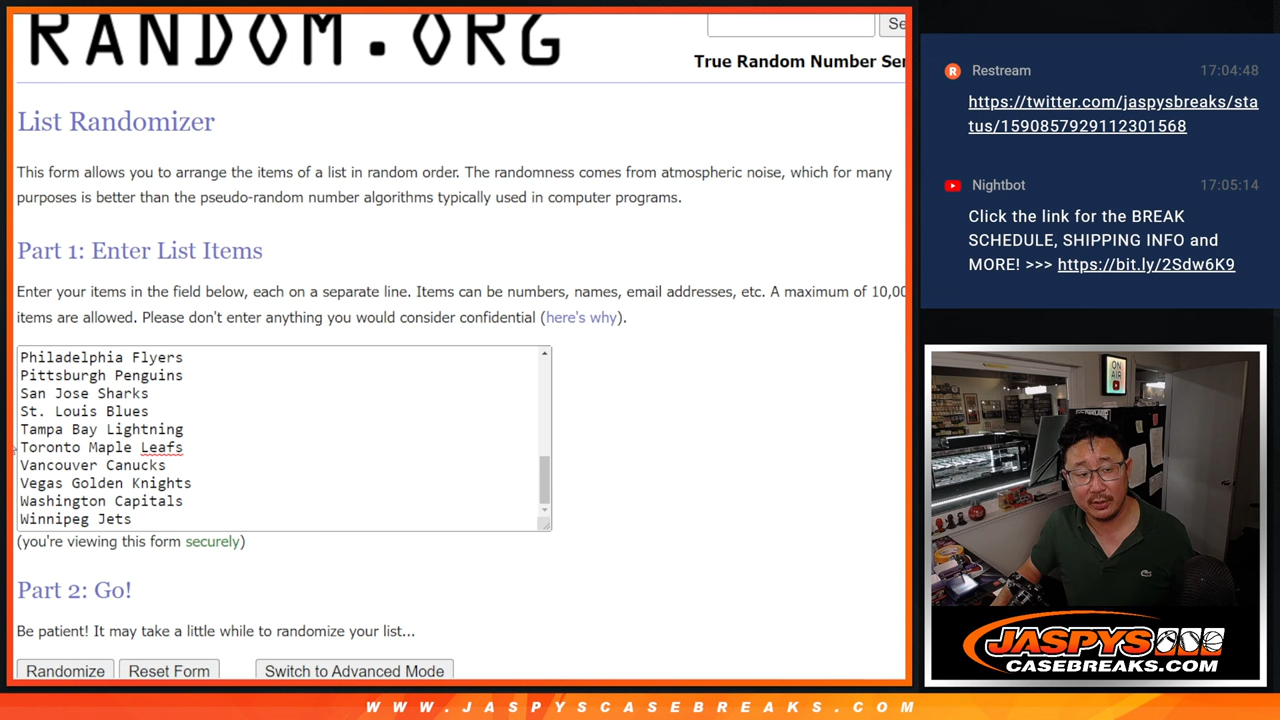 RANDOM.ORG
Se
True Random Number Ser
List Randomizer
This form allows you to arrange the items of a list in random order. The randomness comes from atmospheric noise, which for many
purposes is better than the pseudo-random number algorithms typically used in computer programs.
Part 1: Enter List Items
Enter your items in the field below, each on a separate line. Items can be numbers, names, email addresses, etc. A maximum of 10,00
items are allowed. Please don't enter anything you would consider confidential (here's why).
Philadelphia Flyers
Pittsburgh Penguins
San Jose Sharks
St. Louis Blues
Tampa Bay Lightning
Toronto Maple Leafs
Vancouver Canucks
Vegas Golden Knights
Washington Capitals
Winnipeg Jets
(you're viewing this form securely)
Part 2: Go!
Be patient! It may take a little while to randomize your list...
Randomize Reset Form Switch to Advanced Mode
R Restream 17:04:48
https://twitter.com/jaspysbreaks/sta
tus/1590857929112301568
Nightbot 17:05:14
Click the link for the BREAK
SCHEDULE, SHIPPING INFO and
MORE! >>> https://bit.ly/2Sdw6K9
ON
AIR
JASPYS
CASEBREAKS.COM
WWW.JASPYSCASEBREAKS.COM